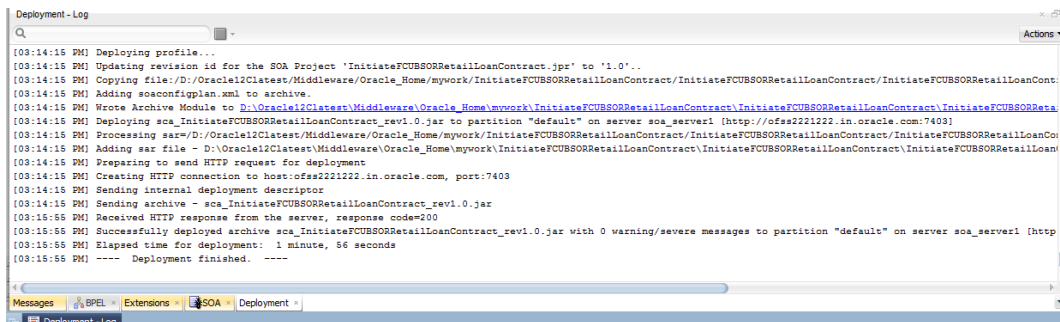 Deployment - Log
Actions
[03:14:15 PM] Deploying profile...
[03:14:15 PM] Updating revision id for the SOA Project 'InitiateFCUBSORRetailLoanContract.jpr' to '1.0'..
[03:14:15 PM] Copying file:/D:/Oracle12Clatest/Middleware/Oracle_Home/mywork/InitiateFCUBSORRetailLoanContract/InitiateFCUBSORRetailLoanContract/InitiateFCUBSORRetailLoanCont
[03:14:15 PM] Adding soaconfigplan.xml to archive.
[03:14:15 PM] Wrote Archive Module to D:\Oracle12Clatest\Middleware\Oracle_Home\mywork\InitiateFCUBSORRetailLoanContract\InitiateFCUBSORRetailLoanContract\InitiateFCUBSORReta
[03:14:15 PM] Deploying sca_InitiateFCUBSORRetailLoanContract_rev1.0.jar to partition "default" on server soa_server1 [http://ofss2221222.in.oracle.com:7403]
[03:14:15 PM] Processing sar=/D:/Oracle12Clatest/Middleware/Oracle_Home/mywork/InitiateFCUBSORRetailLoanContract/InitiateFCUBSORRetailLoanContract/InitiateFCUBSORRetailLoanCo
[03:14:15 PM] Adding sar file - D:\Oracle12Clatest\Middleware\Oracle_Home\mywork\InitiateFCUBSORRetailLoanContract\InitiateFCUBSORRetailLoanContract\InitiateFCUBSORRetailLoan
[03:14:15 PM] Preparing to send HTTP request for deployment
[03:14:15 PM] Creating HTTP connection to host:ofss2221222.in.oracle.com, port:7403
[03:14:15 PM] Sending internal deployment descriptor
[03:14:15 PM] Sending archive - sca_InitiateFCUBSORRetailLoanContract_rev1.0.jar
[03:15:55 PM] Received HTTP response from the server, response code=200
[03:15:55 PM] Successfully deployed archive sca_InitiateFCUBSORRetailLoanContract_rev1.0.jar with 0 warning/severe messages to partition "default" on server soa_server1 [http
[03:15:55 PM] Elapsed time for deployment:  1 minute, 56 seconds
[03:15:55 PM] ----  Deployment finished.  ----
Messages BPEL Extensions SOA Deployment
Deployment - Log